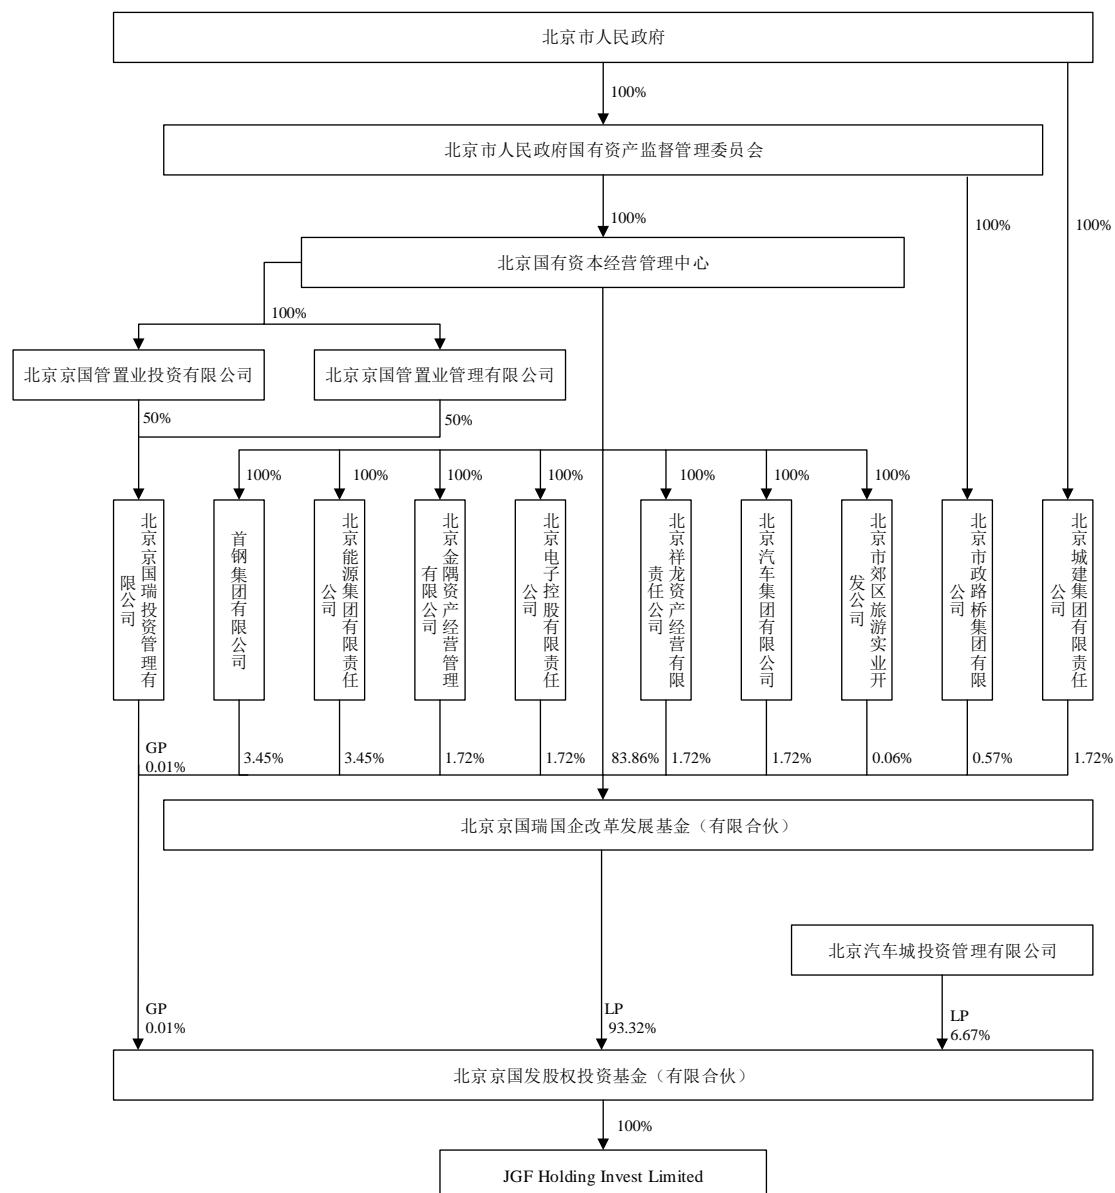 北京市人民政府
100%
北京市人民政府国有资产监督管理委员会
100%
100%
100%
北京国有资本经营管理中心
100%
北京京国管置业投资有限公司
北京京国管置业管理有限公司
50%
50%
100%
100%
100%
100%
100%
100%
100%
北京京国瑞投资管理有
限公司
首钢集团有限公司
北京能源集团有限责任
公司
北京金隅资产经营管理
有限公司
北京电子控股有限责任
公司
北京祥龙资产经营有限
责任公司
北京汽车集团有限公司
北京市郊区旅游实业开
发公司
北京市政路桥集团有限
公司
北京城建集团有限责任
公司
GP
0.01%
3.45%
3.45%
1.72%
1.72%
83.86%
1.72%
1.72%
0.06%
0.57%
1.72%
北京京国瑞国企改革发展基金（有限合伙）
北京汽车城投资管理有限公司
GP
0.01%
LP
93.32%
LP
6.67%
北京京国发股权投资基金（有限合伙）
100%
JGF Holding Invest Limited